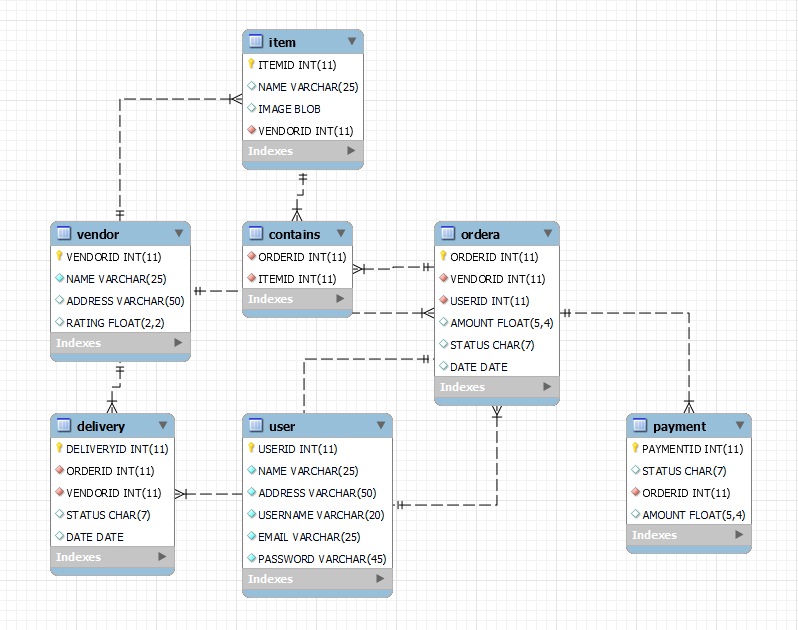 item
ITEMID INT(11)
NAME VARCHAR(25)
IMAGE BLOB
VENDORID INT(11)
Indexes
vendor
VENDORID INT(11)
NAME VARCHAR(25)
ADDRESS VARCHAR(50)
RATING FLOAT(2,2)
Indexes
contains
ORDERID INT(11)
ITEMID INT(11)
Indexes
ordera
ORDERID INT(11)
VENDORID INT(11)
USERID INT(11)
AMOUNT FLOAT(5,4)
STATUS CHAR(7)
DATE DATE
Indexes
delivery
DELIVERYID INT(11)
ORDERID INT(11)
VENDORID INT(11)
STATUS CHAR(7)
DATE DATE
Indexes
user
USERID INT(11)
NAME VARCHAR(25)
ADDRESS VARCHAR(50)
USERNAME VARCHAR(20)
EMAIL VARCHAR(25)
PASSWORD VARCHAR(45)
Indexes
payment
PAYMENTID INT(11)
STATUS CHAR(7)
ORDERID INT(11)
AMOUNT FLOAT(5,4)
Indexes